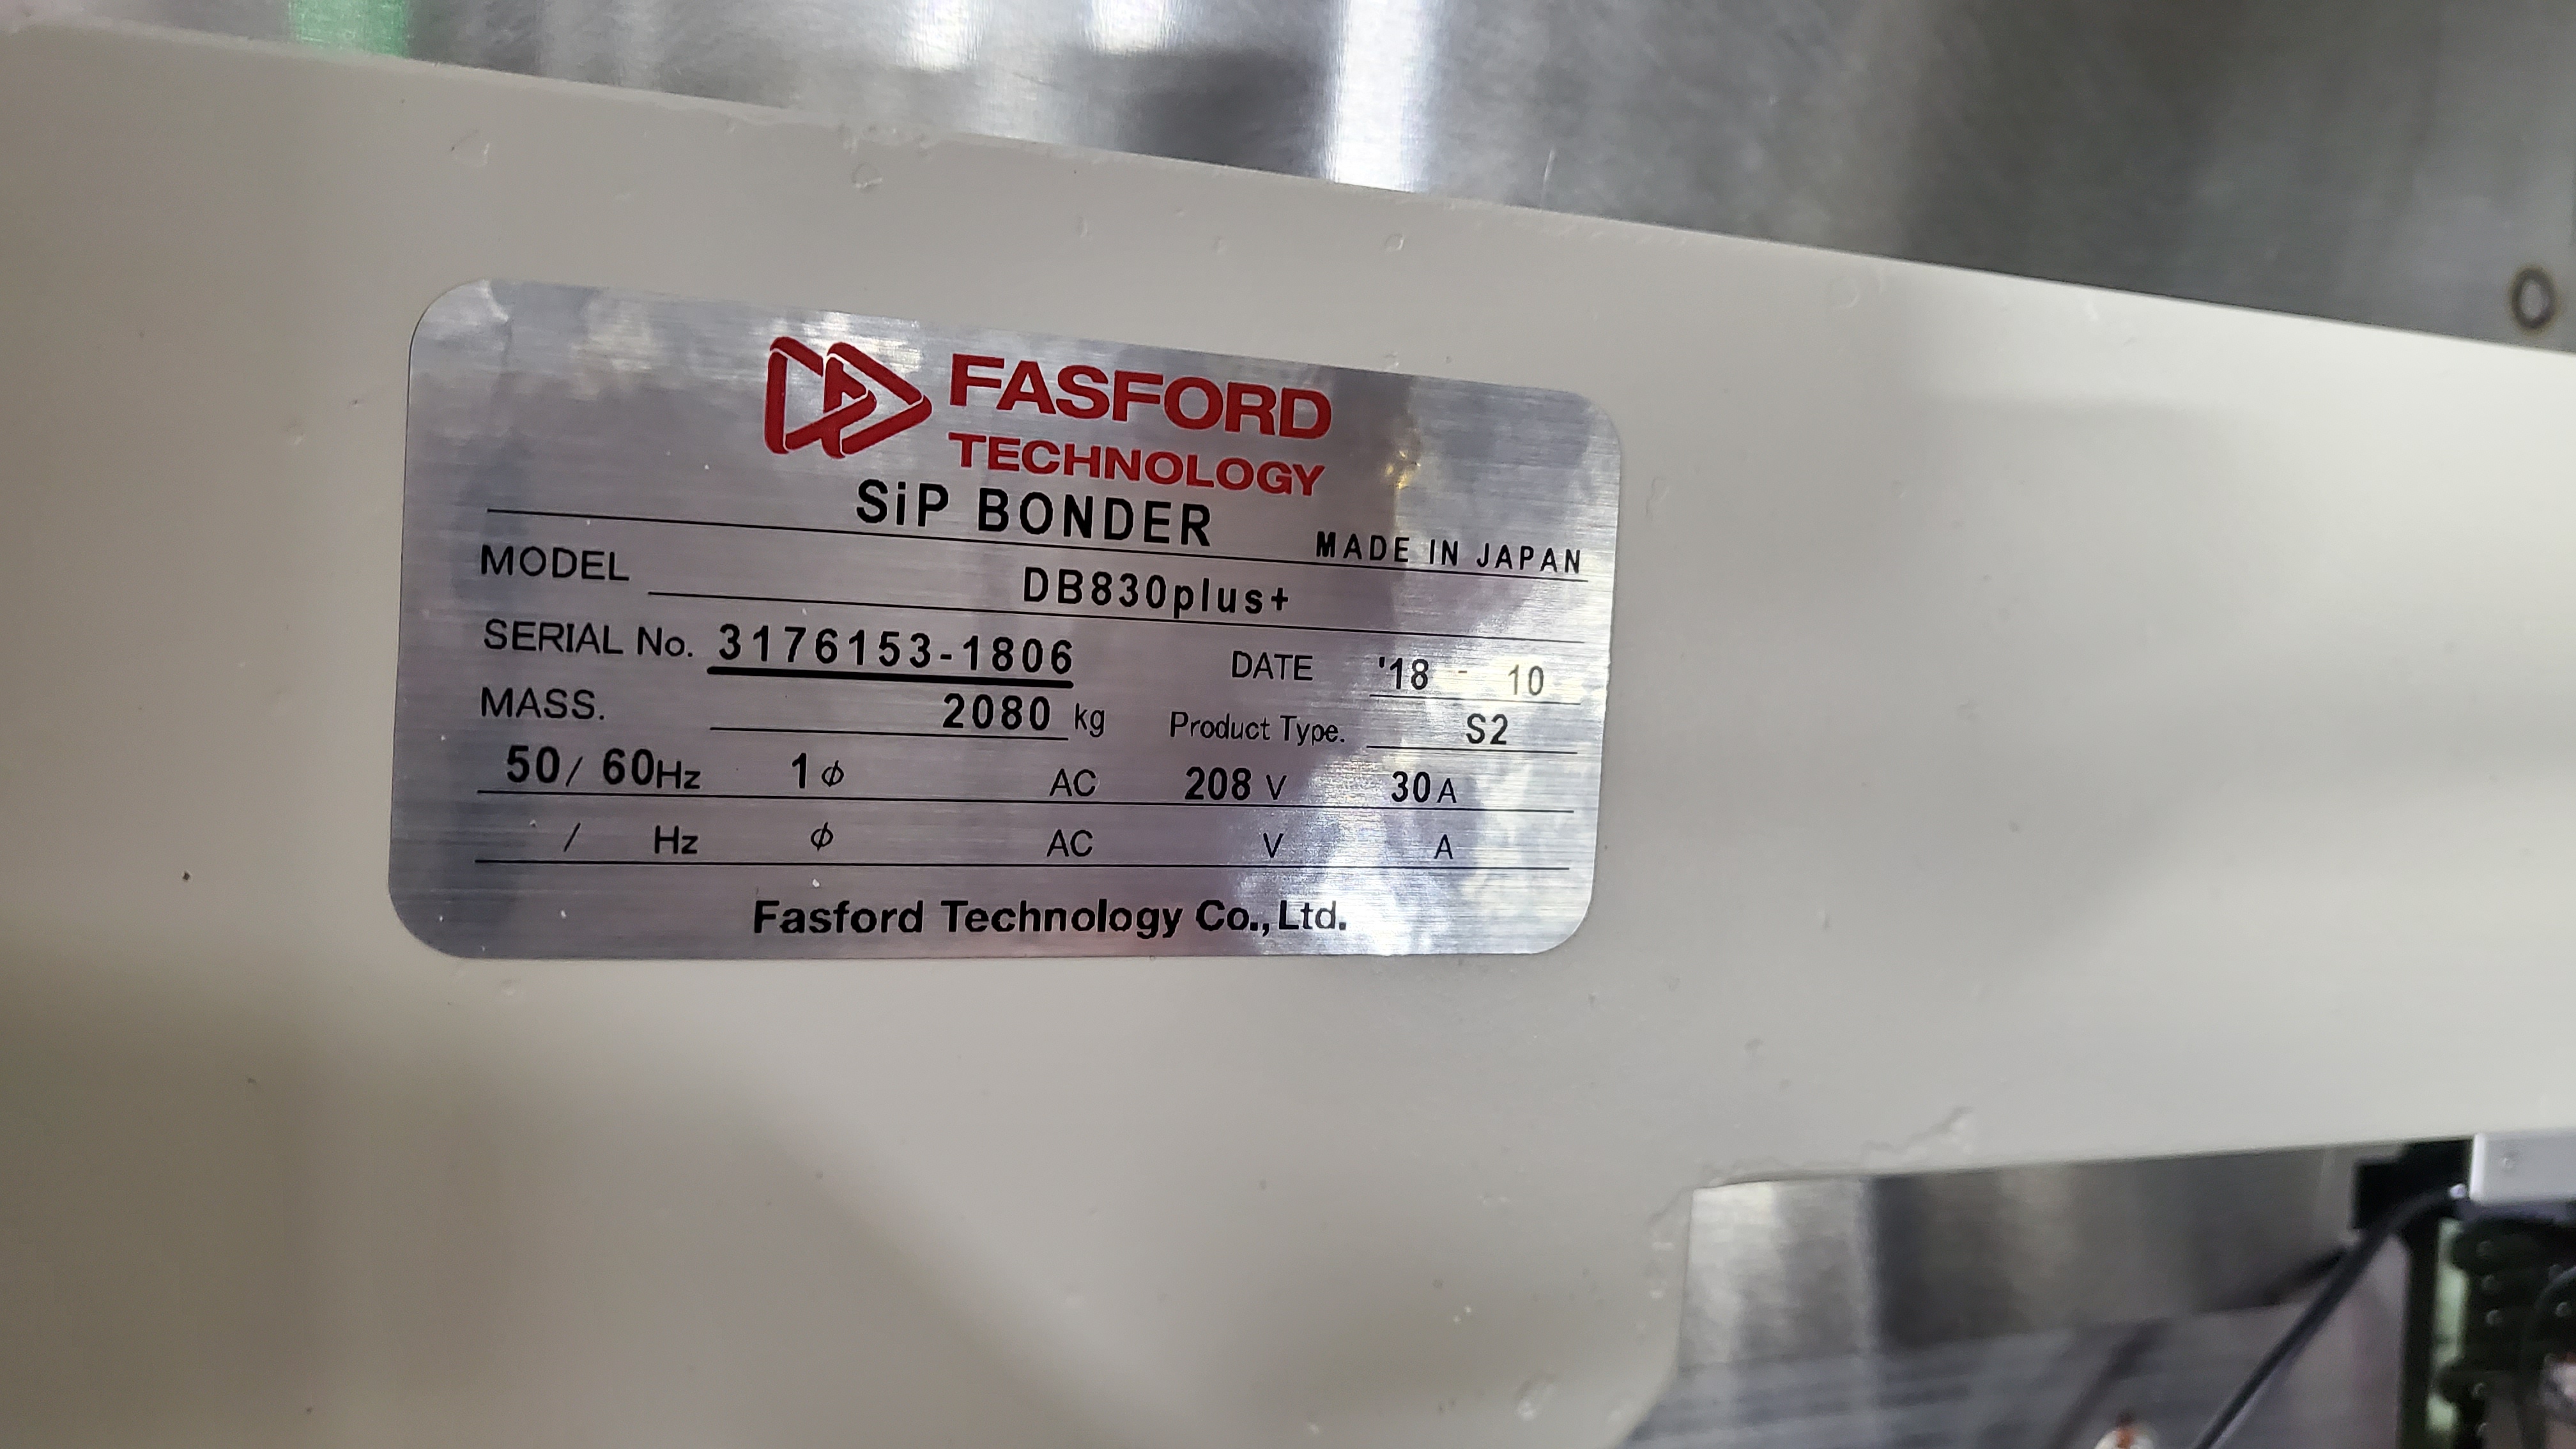 FASFORD
TECHNOLOGY
SiP BONDER
MADE IN JAPAN
MODEL DB830plus+
SERIAL No. 3176153-1806 DATE '18 - 10
MASS. 2080 kg Product Type. S2
50/ 60Hz 1ϕ AC 208 V 30A
/ Hz ϕ AC V A
Fasford Technology Co., Ltd.